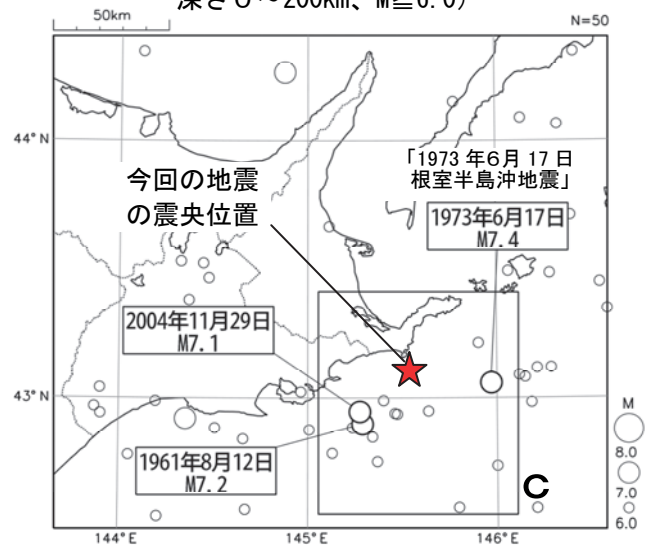 深さ0～200km、M≧6.0)
50km
N=50
44°N
「1973 年6月 17 日
根室半島沖地震」
今回の地震
の震央位置
1973年6月17日
M7.4
2004年11月29日
M7.1
43°N
1961年8月12日
M7.2
C
M
8.0
7.0
6.0
144°E
145°E
146°E